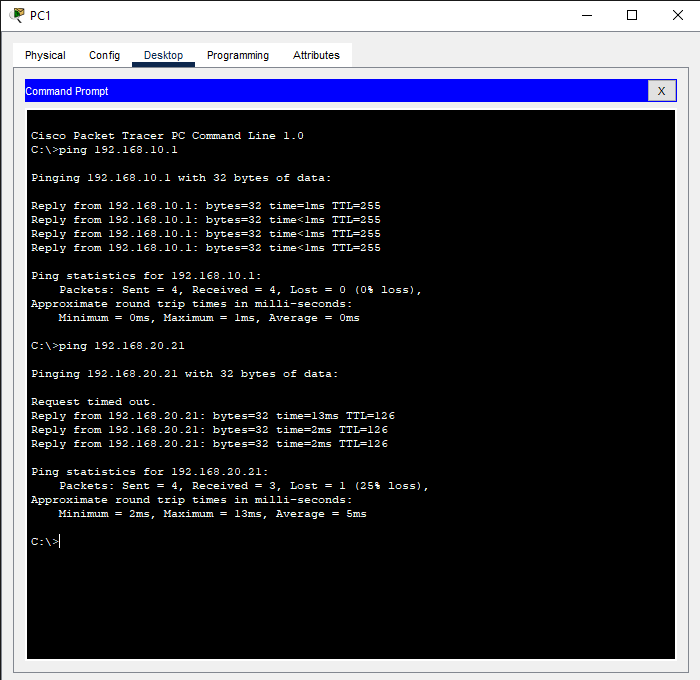 PC1
Physical Config Desktop Programming Attributes
Command Prompt X
Cisco Packet Tracer PC Command Line 1.0
C:\>ping 192.168.10.1
Pinging 192.168.10.1 with 32 bytes of data:
Reply from 192.168.10.1: bytes=32 time=1ms TTL=255
Reply from 192.168.10.1: bytes=32 time<1ms TTL=255
Reply from 192.168.10.1: bytes=32 time<1ms TTL=255
Reply from 192.168.10.1: bytes=32 time<1ms TTL=255
Ping statistics for 192.168.10.1:
Packets: Sent = 4, Received = 4, Lost = 0 (0% loss),
Approximate round trip times in milli-seconds:
Minimum = 0ms, Maximum = 1ms, Average = 0ms
C:\>ping 192.168.20.21
Pinging 192.168.20.21 with 32 bytes of data:
Request timed out.
Reply from 192.168.20.21: bytes=32 time=13ms TTL=126
Reply from 192.168.20.21: bytes=32 time=2ms TTL=126
Reply from 192.168.20.21: bytes=32 time=2ms TTL=126
Ping statistics for 192.168.20.21:
Packets: Sent = 4, Received = 3, Lost = 1 (25% loss),
Approximate round trip times in milli-seconds:
Minimum = 2ms, Maximum = 13ms, Average = 5ms
C:\>